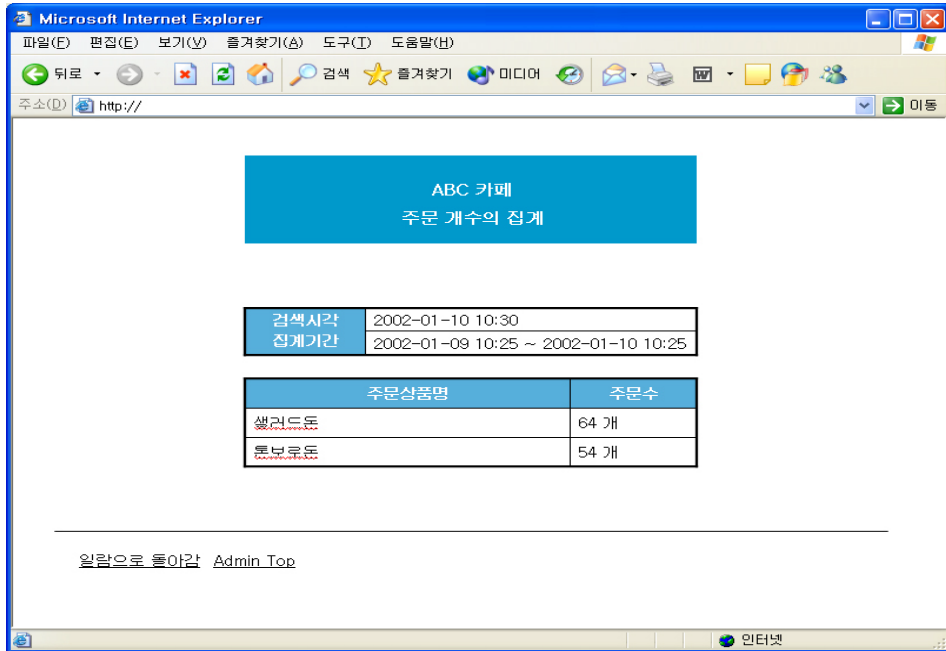 Microsoft Internet Explorer
파일(F) 편집(E) 보기(V) 즐겨찾기(A) 도구(T) 도움말(H)
뒤로 검색 즐겨찾기 미디어
주소(D) http:// 이동
ABC 카페
주문 개수의 집계
검색시각 2002-01-10 10:30
집계기간 2002-01-09 10:25 ~ 2002-01-10 10:25
주문상품명 주문수
샐러드돈 64 개
톤보로돈 54 개
일람으로 돌아감 Admin Top
인터넷